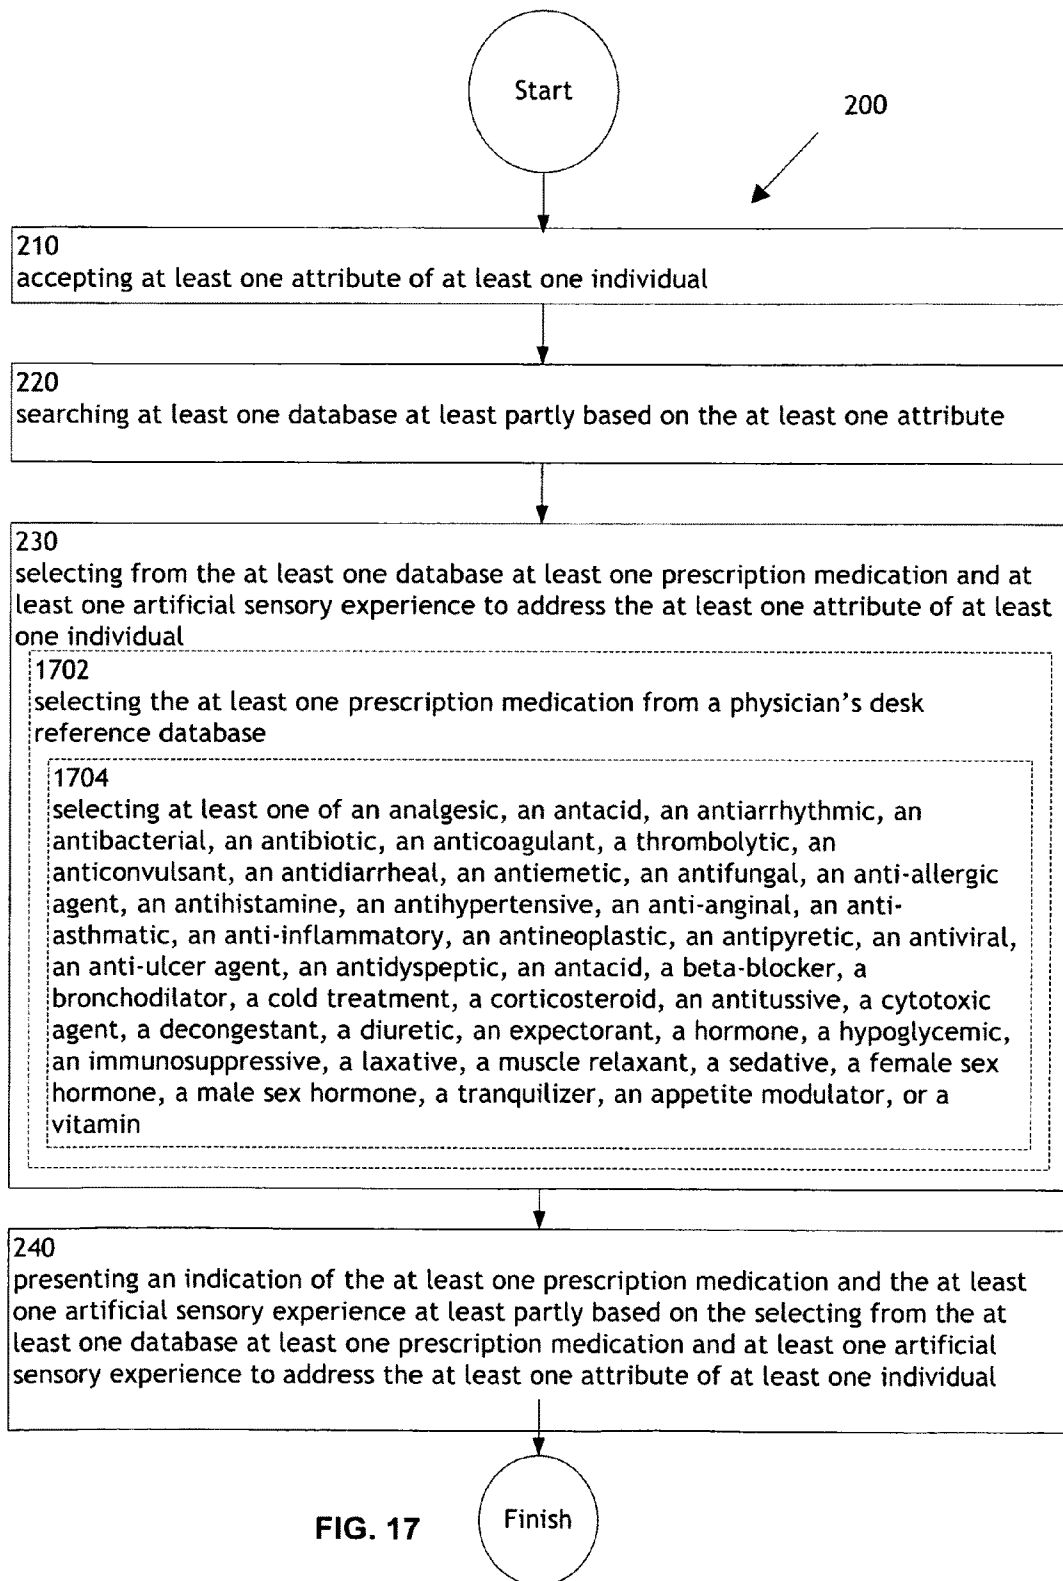 Start
200
210
accepting at least one attribute of at least one individual
220
searching at least one database at least partly based on the at least one attribute
230
selecting from the at least one database at least one prescription medication and at
least one artificial sensory experience to address the at least one attribute of at least
one individual
1702
selecting the at least one prescription medication from a physician's desk
reference database
1704
selecting at least one of an analgesic, an antacid, an antiarrhythmic, an
antibacterial, an antibiotic, an anticoagulant, a thrombolytic, an
anticonvulsant, an antidiarrheal, an antiemetic, an antifungal, an anti-allergic
agent, an antihistamine, an antihypertensive, an anti-anginal, an anti-
asthmatic, an anti-inflammatory, an antineoplastic, an antipyretic, an antiviral,
an anti-ulcer agent, an antidyspeptic, an antacid, a beta-blocker, a
bronchodilator, a cold treatment, a corticosteroid, an antitussive, a cytotoxic
agent, a decongestant, a diuretic, an expectorant, a hormone, a hypoglycemic,
an immunosuppressive, a laxative, a muscle relaxant, a sedative, a female sex
hormone, a male sex hormone, a tranquilizer, an appetite modulator, or a
vitamin
240
presenting an indication of the at least one prescription medication and the at least
one artificial sensory experience at least partly based on the selecting from the at
least one database at least one prescription medication and at least one artificial
sensory experience to address the at least one attribute of at least one individual
Finish
FIG. 17